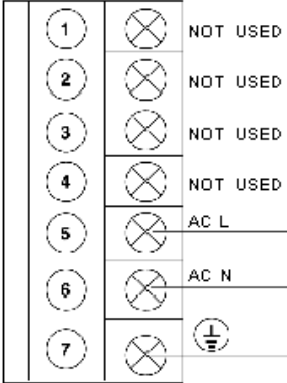 1 NOT USED
2 NOT USED
3 NOT USED
4 NOT USED
5 AC L
6 AC N
7